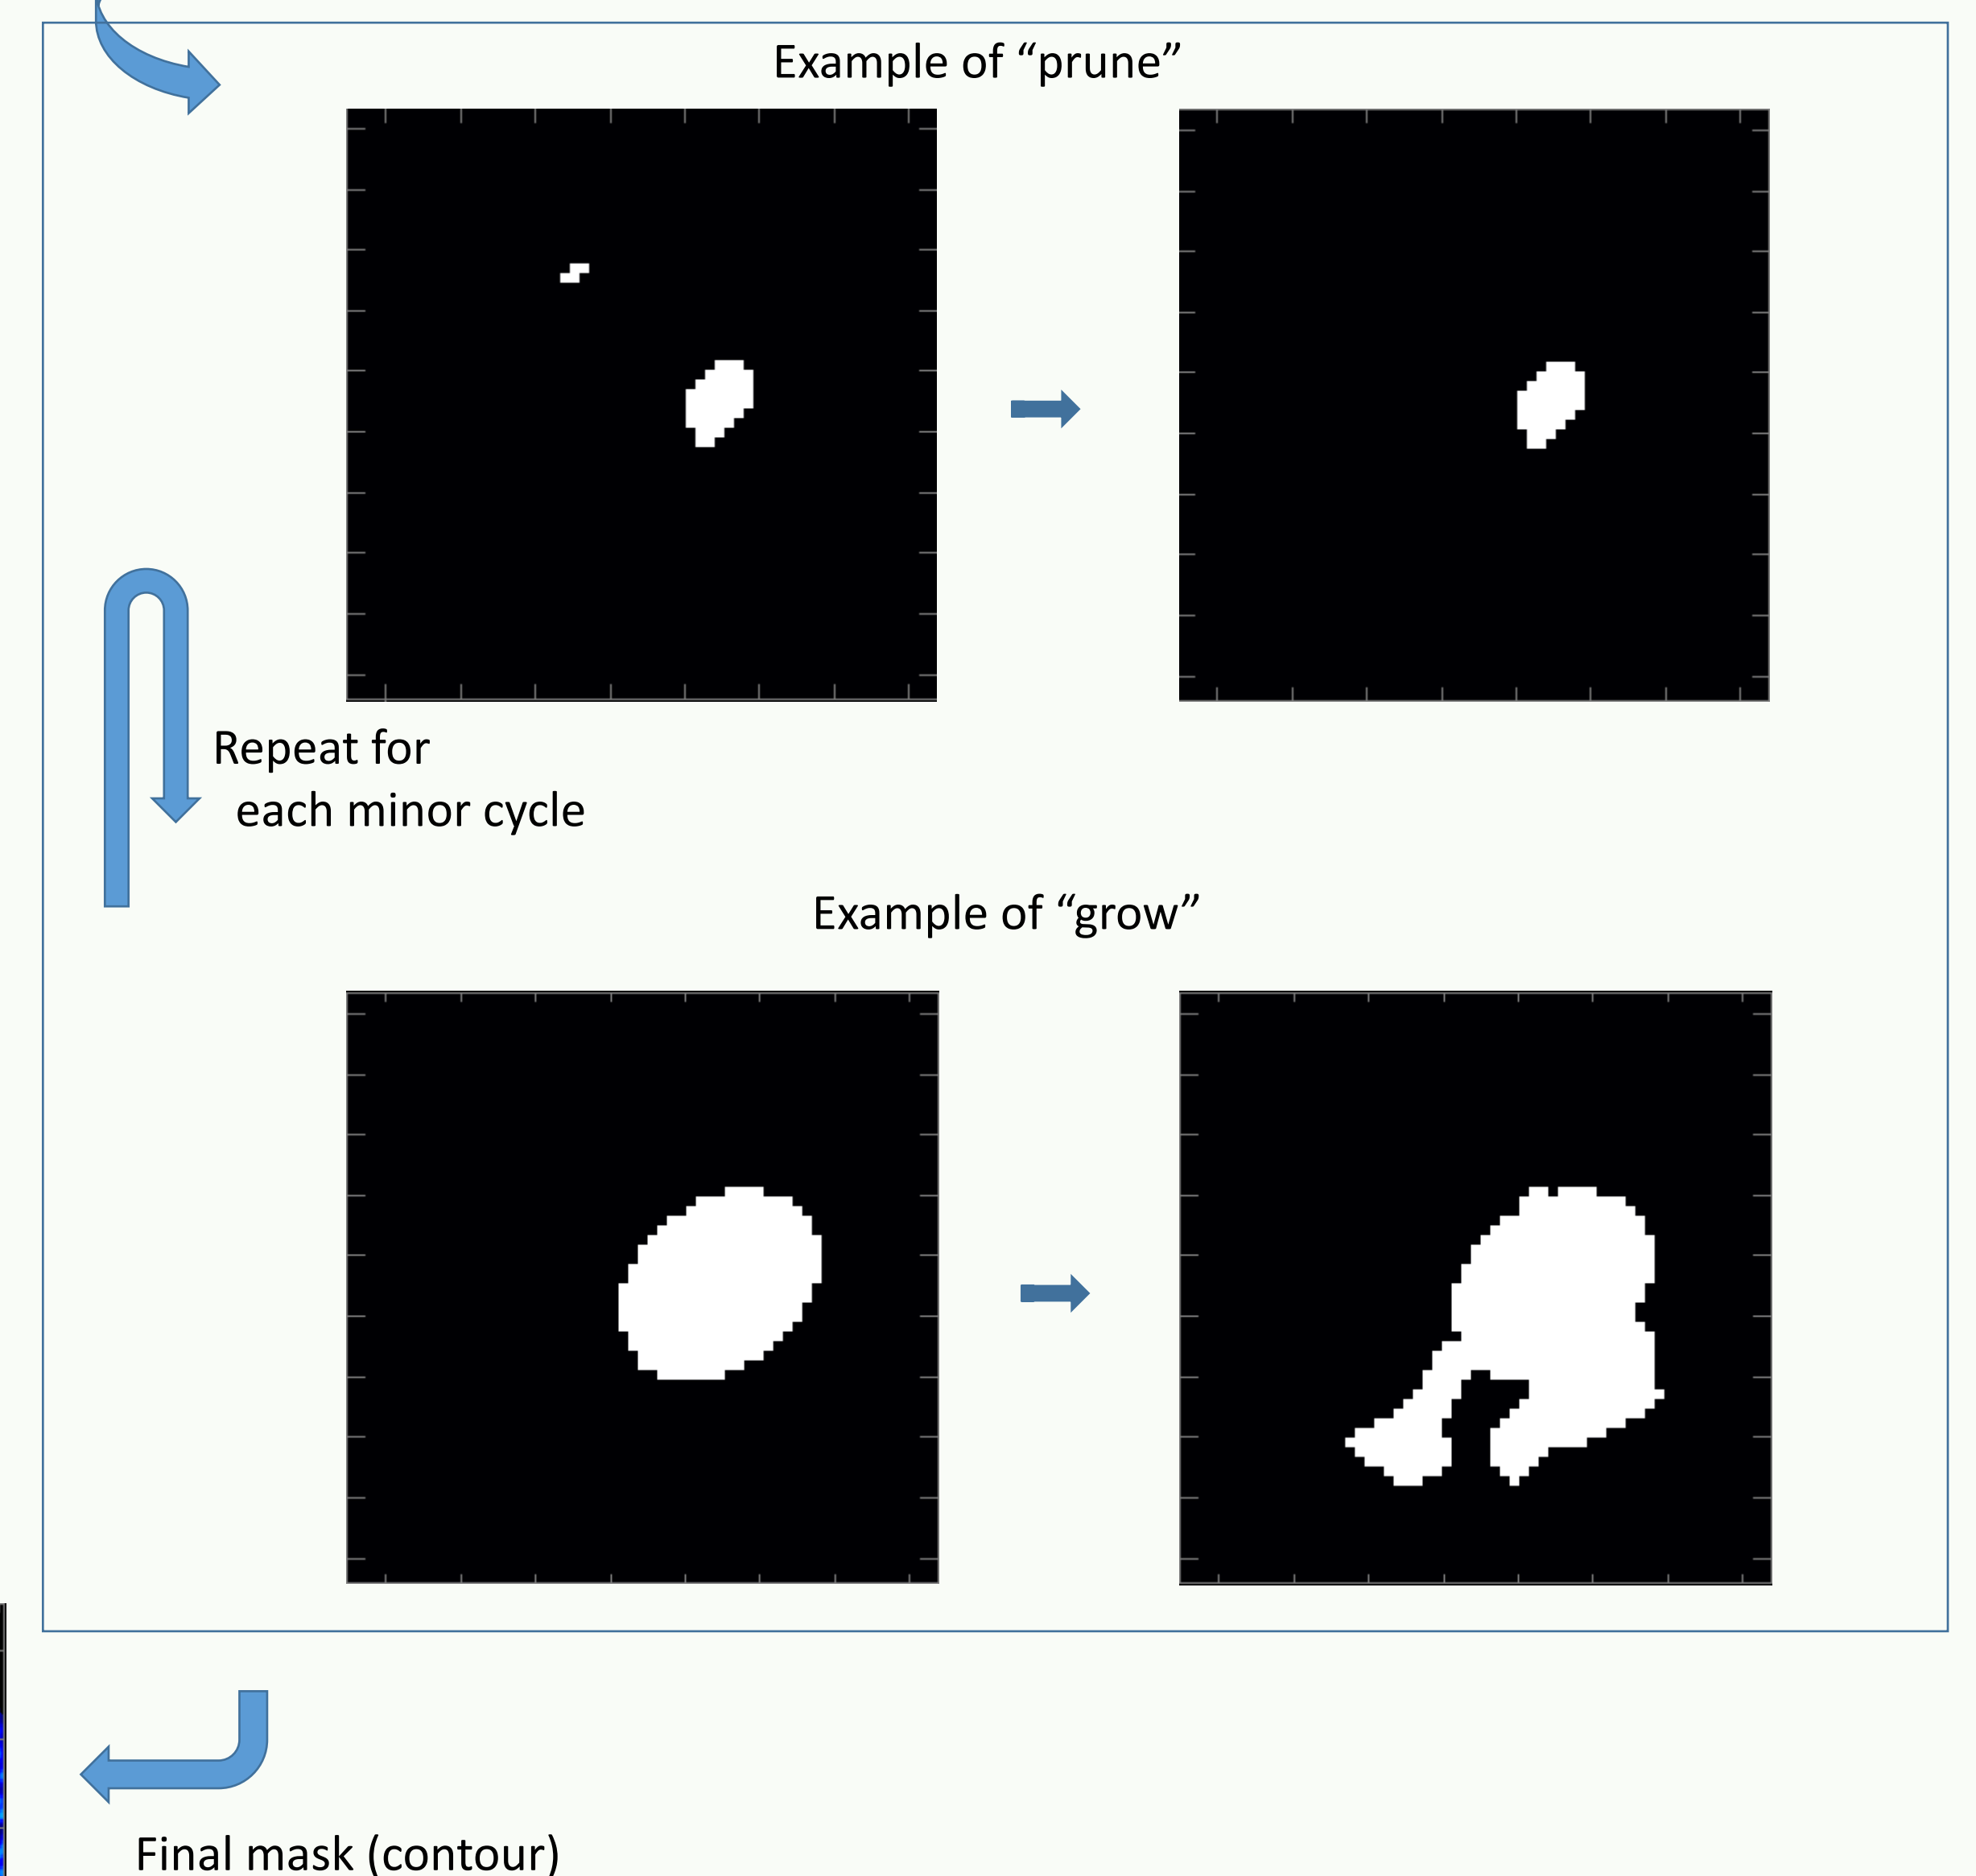 Example of “prune”
Repeat for
each minor cycle
Example of “grow”
Final mask (contour)